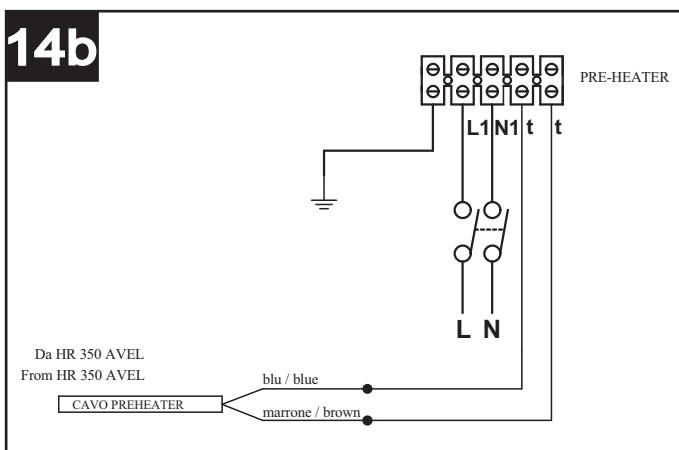 14b
PRE-HEATER
L1 N1 t t
L N
Da HR 350 AVEL
From HR 350 AVEL
CAVO PREHEATER
blu / blue
marrone / brown